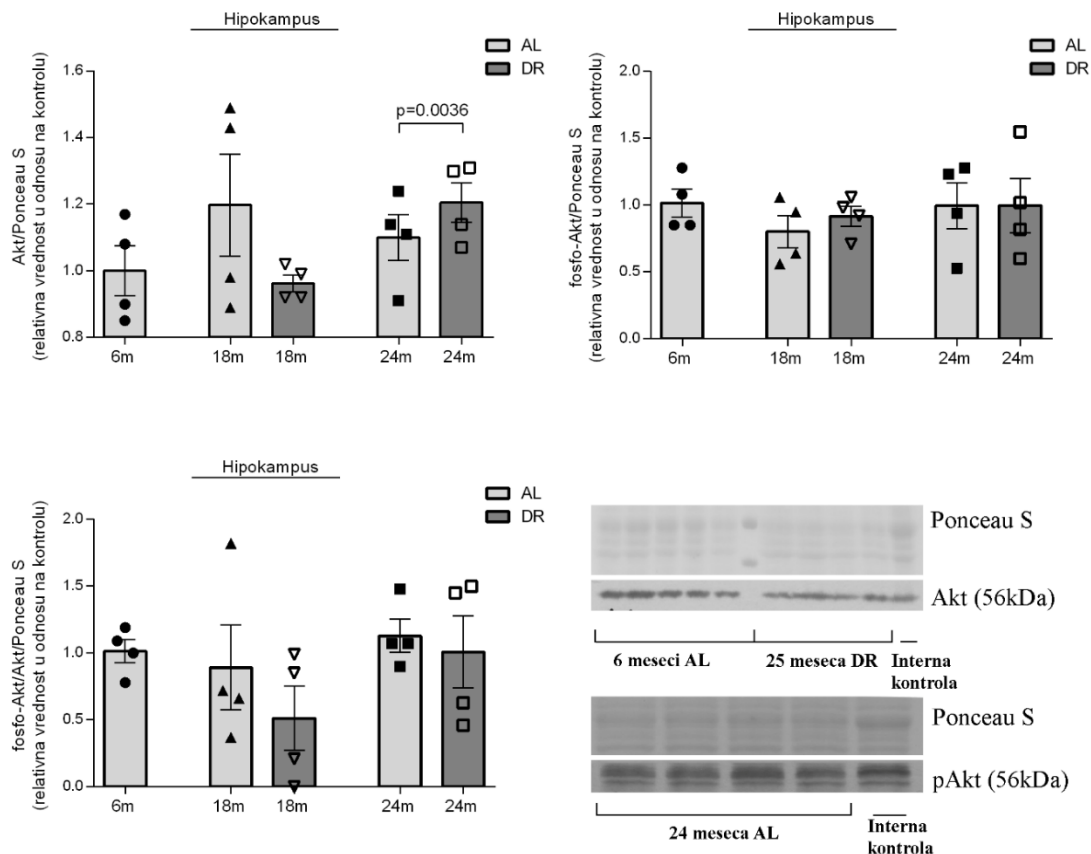 Hipokampus
AL
DR
Akt/Ponceau S
(relativna vrednost u odnosu na kontrolu)
1.6
1.4
1.2
1.0
0.8
p=0.0036
6m
18m
18m
24m
24m
Hipokampus
AL
DR
fosfo-Akt/Ponceau S
(relativna vrednost u odnosu na kontrolu)
2.0
1.5
1.0
0.5
0.0
6m
18m
18m
24m
24m
Hipokampus
AL
DR
fosfo-Akt/Akt/Ponceau S
(relativna vrednost u odnosu na kontrolu)
2.0
1.5
1.0
0.5
0.0
6m
18m
18m
24m
24m
Ponceau S
Akt (56kDa)
6 meseci AL
25 meseca DR
Interna
kontrola
Ponceau S
pAkt (56kDa)
24 meseca AL
Interna
kontrola